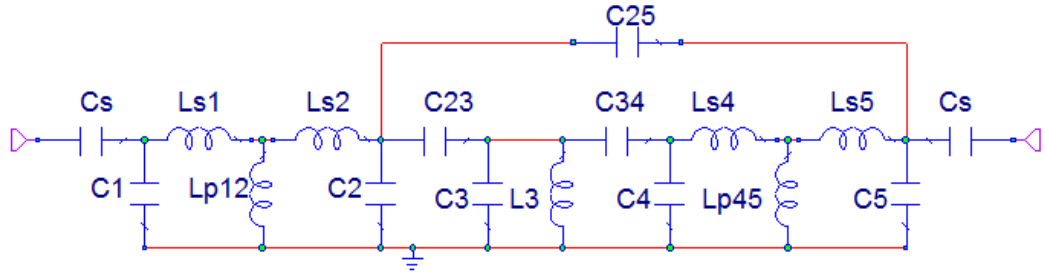 C25
Cs Ls1 Ls2 C23 C34 Ls4 Ls5 Cs
C1 Lp12 C2 C3 L3 C4 Lp45 C5